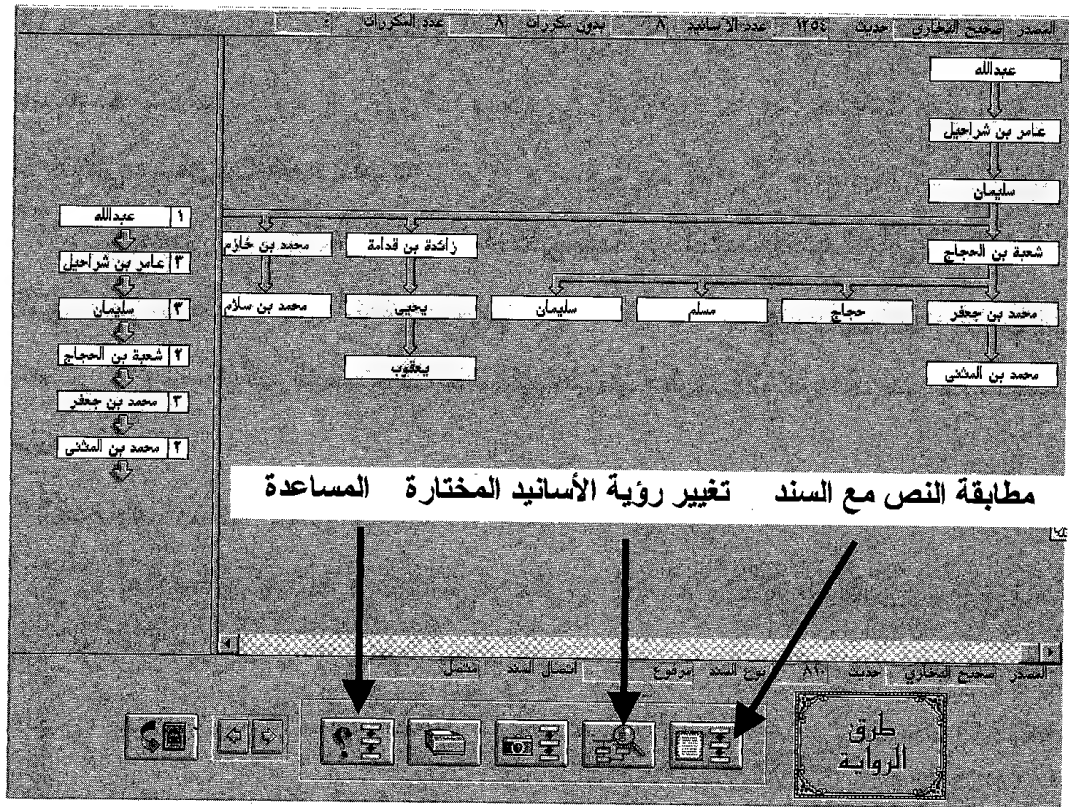 المصدر صحيح البخاري حديث ١٢٥٤ عدد الأسانيد ٨ بدون مكررات ٨ عدد المكررات ٠
عبدالله
عامر بن شراحيل
سليمان
شعبة بن الحجاج
زائدة بن قدامة
محمد بن خازم
محمد بن جعفر
حجاج
مسلم
سليمان
يحيى
محمد بن سلام
محمد بن المثنى
يعقوب
١ عبدالله
٣ عامر بن شراحيل
٣ سليمان
٢ شعبة بن الحجاج
٣ محمد بن جعفر
٢ محمد بن المثنى
مطابقة النص مع السند تغيير رؤية الأسانيد المختارة المساعدة
المصدر صحيح البخاري حديث ٨٢٠ نوع السند مرفوع اتصال السند متصل
طرق
الرواية